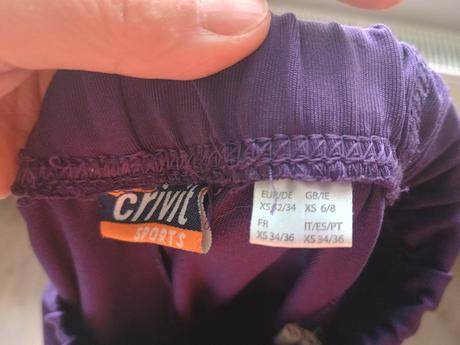 crivit
SPORTS
EUR/DE GB/IE
XS 32/34 XS 6/8
FR IT/ES/PT
XS 34/36 XS 34/36